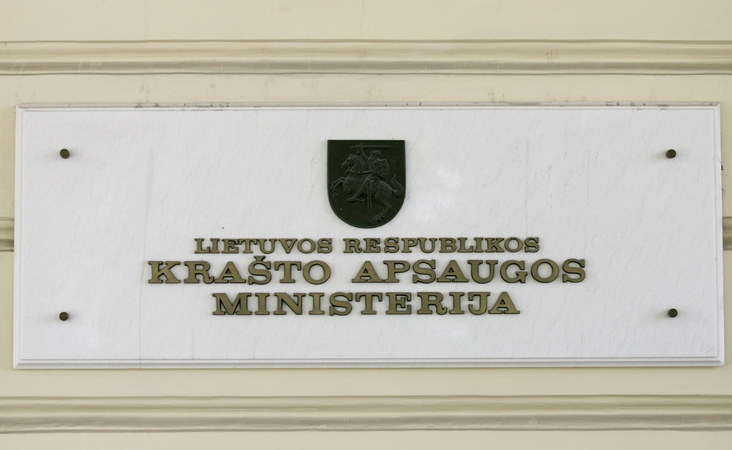 LIETUVOS RESPUBLIKOS
KRAŠTO APSAUGOS
MINISTERIJA